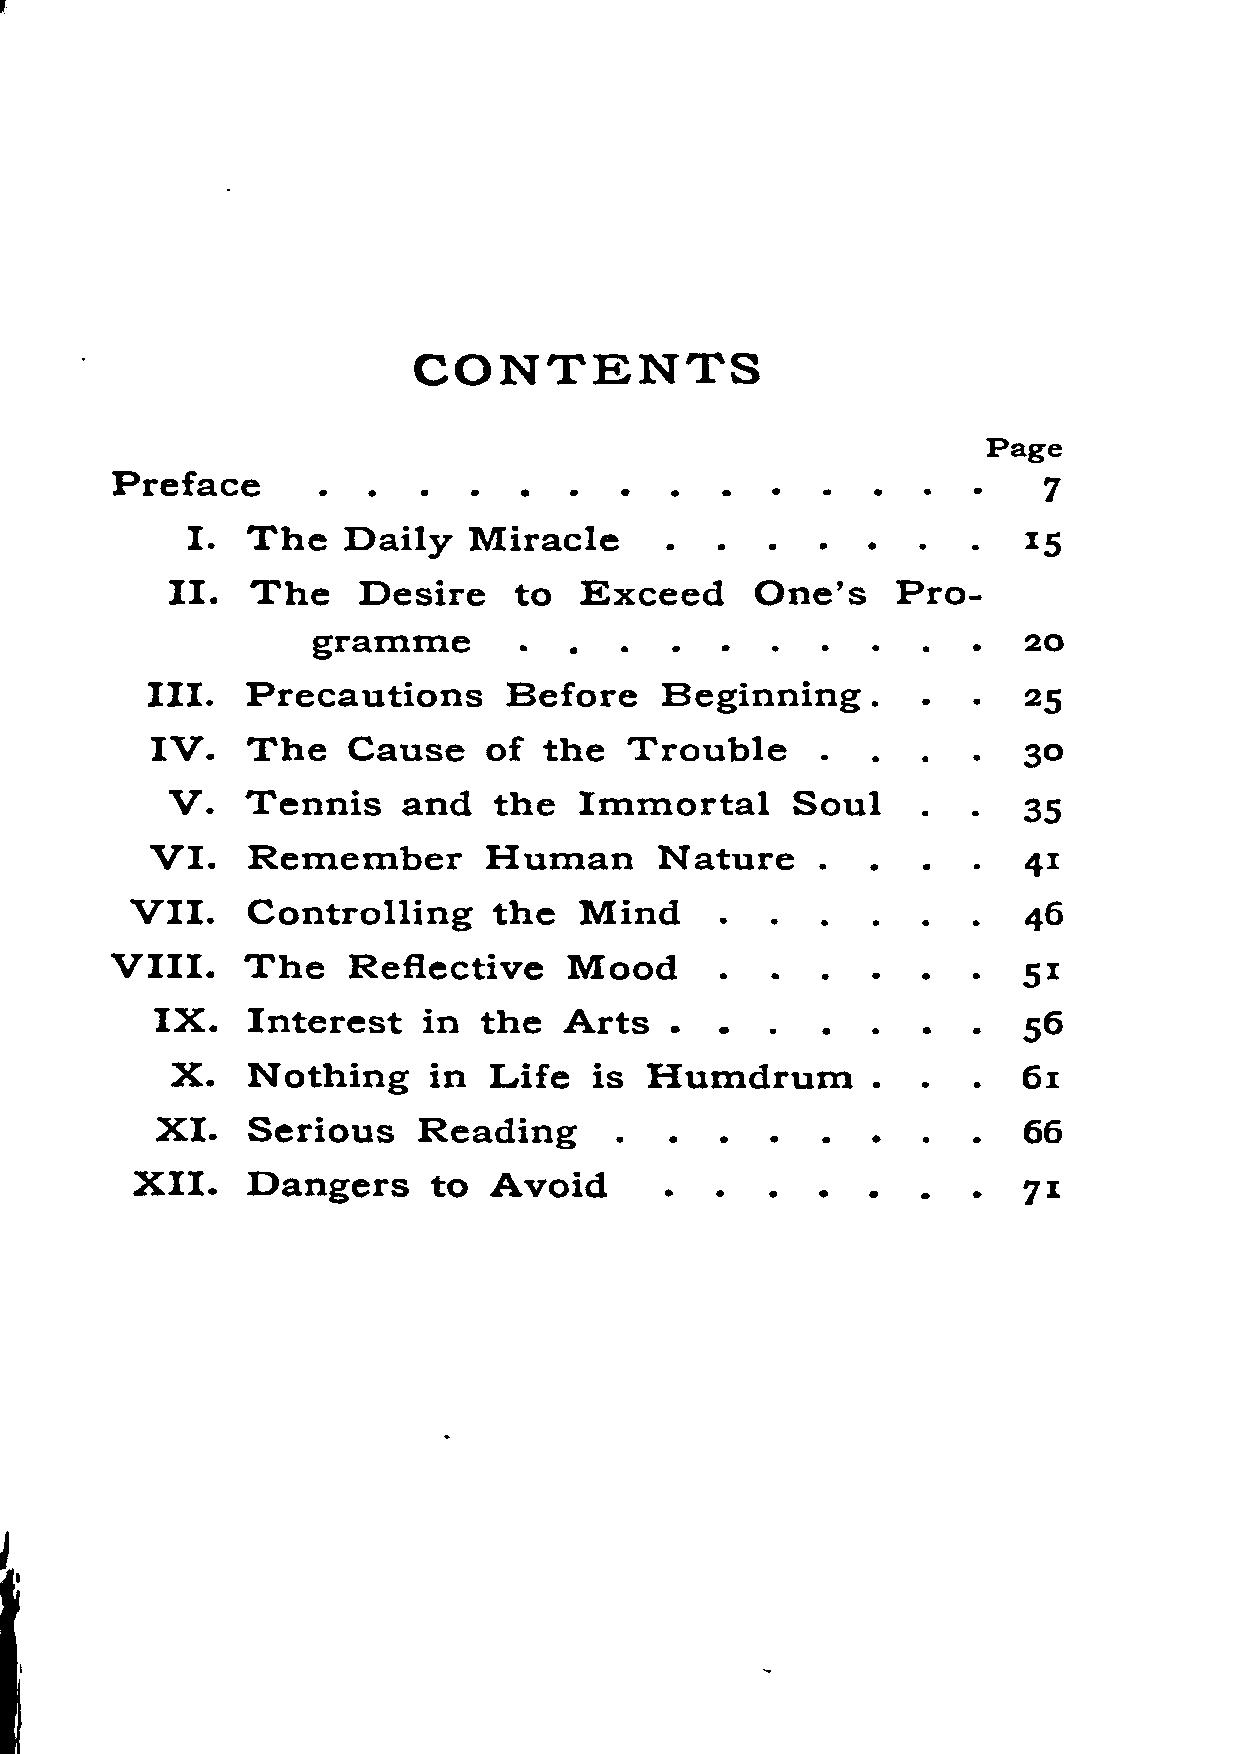 CONTENTS
Page
Preface . . . . . . . . . . . . . . 7
I. The Daily Miracle . . . . . . . 15
II. The Desire to Exceed One's Pro-
gramme . . . . . . . . . . 20
III. Precautions Before Beginning . . . 25
IV. The Cause of the Trouble . . . . 30
V. Tennis and the Immortal Soul . . 35
VI. Remember Human Nature . . . . 41
VII. Controlling the Mind . . . . . . 46
VIII. The Reflective Mood . . . . . . 51
IX. Interest in the Arts . . . . . . . 56
X. Nothing in Life is Humdrum . . . 61
XI. Serious Reading . . . . . . . . 66
XII. Dangers to Avoid . . . . . . . 71